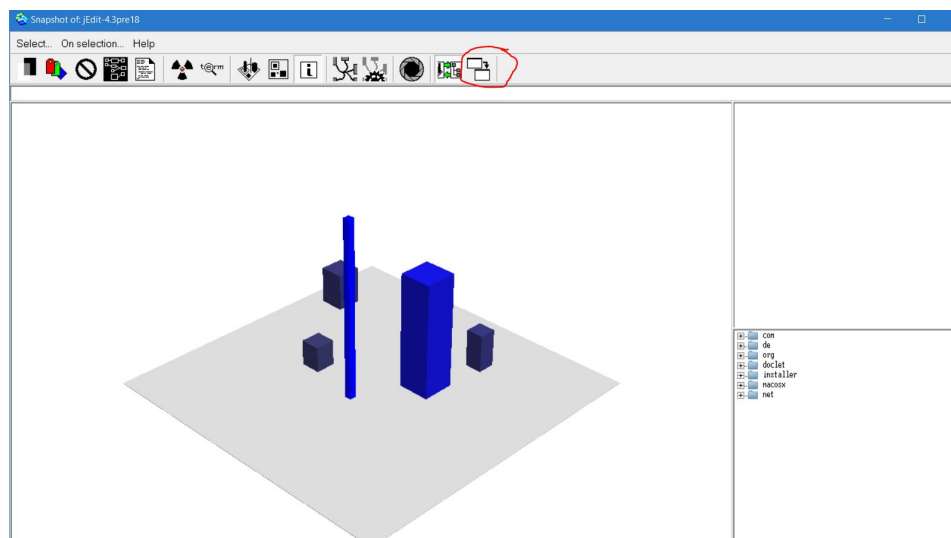 Snapshot of: jEdit-4.3pre18
Select... On selection... Help
t@rm
i
com
de
org
doclet
installer
macosx
net